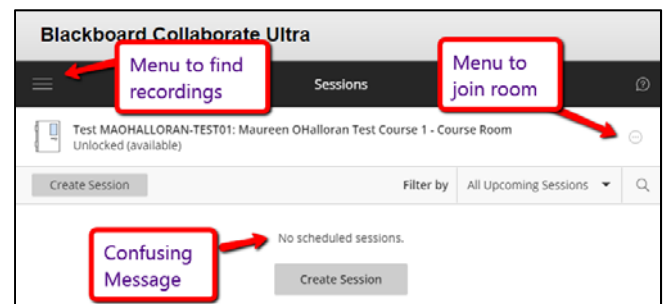 Blackboard Collaborate Ultra
Menu to find
recordings
Sessions
Menu to
join room
Test MAOHALLORAN-TEST01: Maureen OHalloran Test Course 1 - Course Room
Unlocked (available)
Create Session
Filter by
All Upcoming Sessions
Confusing
Message
No scheduled sessions.
Create Session